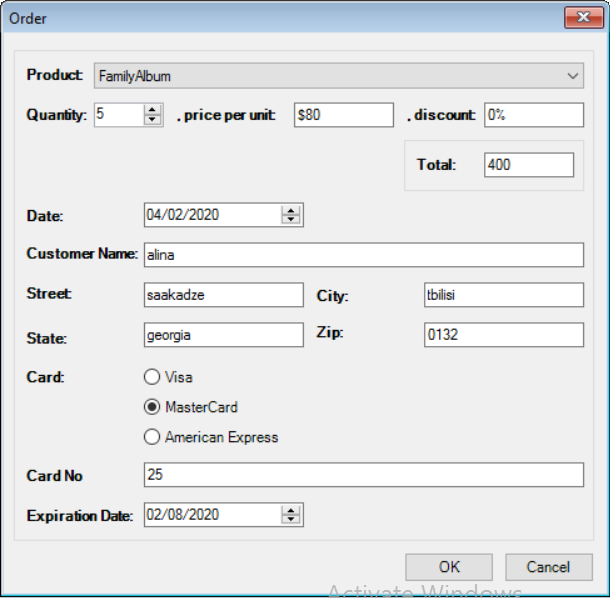 Order
Product: FamilyAlbum
Quantity: 5 , price per unit: $80 , discount: 0%
Total: 400
Date: 04/02/2020
Customer Name: alina
Street: saakadze City: tbilisi
State: georgia Zip: 0132
Card: Visa
MasterCard
American Express
Card No 25
Expiration Date: 02/08/2020
OK Cancel
Activate Windows